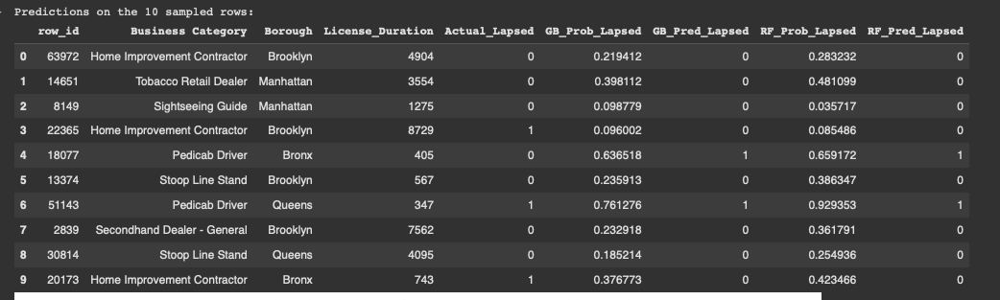 Predictions on the 10 sampled rows:
row_id Business Category Borough License_Duration Actual_Lapsed GB_Prob_Lapsed GB_Pred_Lapsed RF_Prob_Lapsed RF_Pred_Lapsed
0 63972 Home Improvement Contractor Brooklyn 4904 0 0.219412 0 0.283232 0
1 14651 Tobacco Retail Dealer Manhattan 3554 0 0.398112 0 0.481099 0
2 8149 Sightseeing Guide Manhattan 1275 0 0.098779 0 0.035717 0
3 22365 Home Improvement Contractor Brooklyn 8729 1 0.096002 0 0.085486 0
4 18077 Pedicab Driver Bronx 405 0 0.636518 1 0.659172 1
5 13374 Stoop Line Stand Brooklyn 567 0 0.235913 0 0.386347 0
6 51143 Pedicab Driver Queens 347 1 0.761276 1 0.929353 1
7 2839 Secondhand Dealer - General Brooklyn 7562 0 0.232918 0 0.361791 0
8 30814 Stoop Line Stand Queens 4095 0 0.185214 0 0.254936 0
9 20173 Home Improvement Contractor Bronx 743 1 0.376773 0 0.423466 0